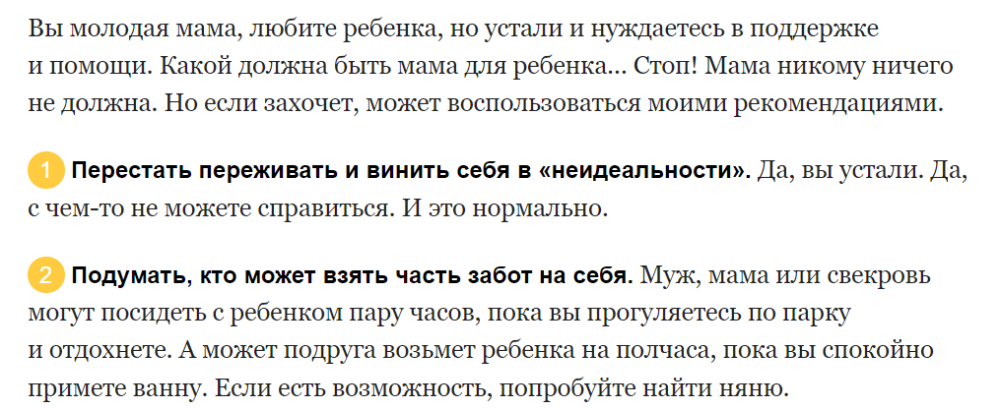 Вы молодая мама, любите ребенка, но устали и нуждаетесь в поддержке
и помощи. Какой должна быть мама для ребенка... Стоп! Мама никому ничего
не должна. Но если захочет, может воспользоваться моими рекомендациями.
1 Перестать переживать и винить себя в «неидеальности». Да, вы устали. Да,
с чем-то не можете справиться. И это нормально.
2 Подумать, кто может взять часть забот на себя. Муж, мама или свекровь
могут посидеть с ребенком пару часов, пока вы прогуляетесь по парку
и отдохнете. А может подруга возьмет ребенка на полчаса, пока вы спокойно
примете ванну. Если есть возможность, попробуйте найти няню.